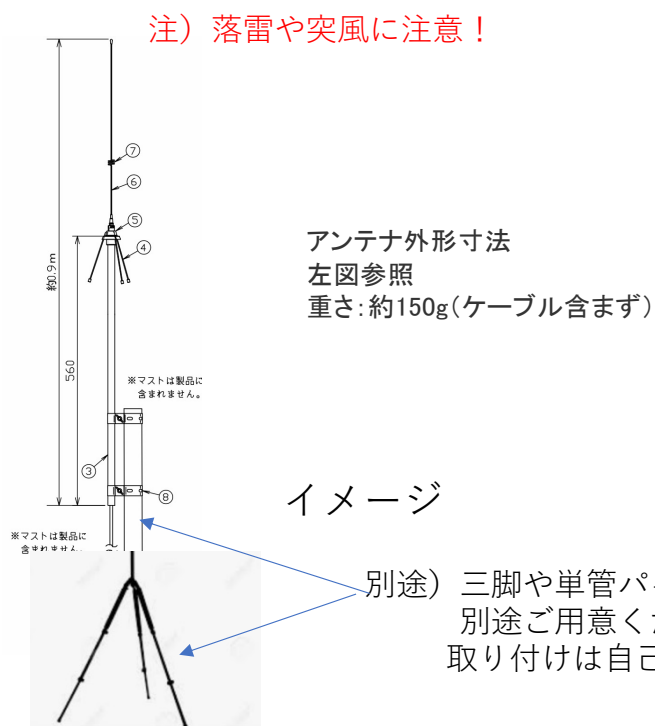 注）落雷や突風に注意！
⑦
⑥
⑤
④
約0.9m
560
アンテナ外形寸法
左図参照
重さ：約150g（ケーブル含まず）
※マストは製品に
含まれません。
③
⑧
イメージ
※マストは製品に
含まれません。
別途）三脚や単管パ
別途ご用意く
取り付けは自己